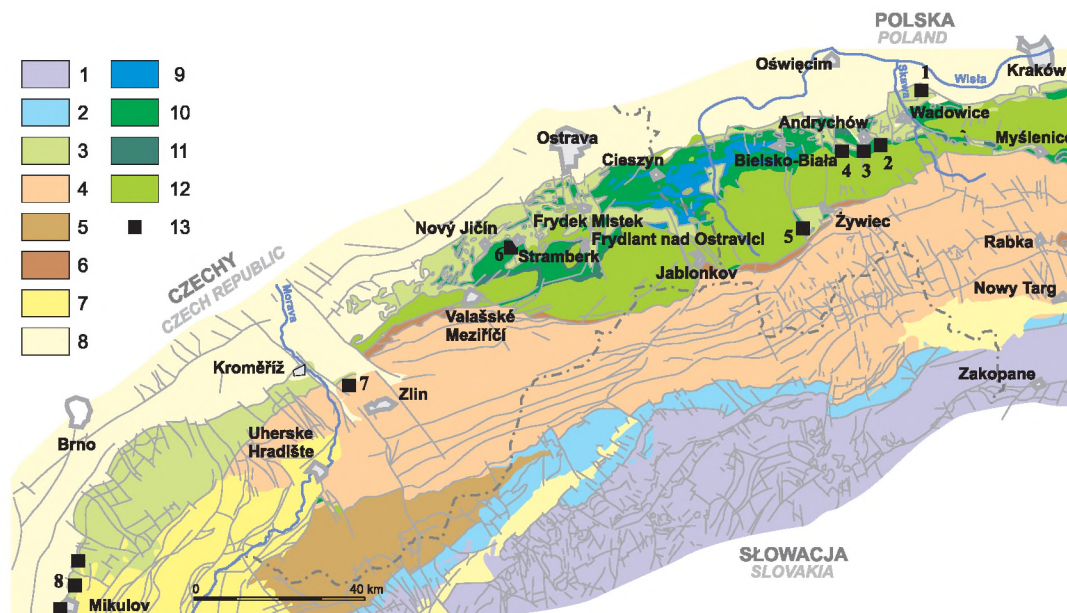 POLSKA
POLAND
1
2
3
4
5
6
7
8
9
10
11
12
13
Oświęcim
Skawa
Wisła
Kraków
1
Wadowice
Andrychów
Myślenice
Ostrava
Cieszyn
Bielsko-Biała
4
3
2
Nový Jičín
Frydek Mistek
5
Żywiec
6
Stramberk
Frydlant nad Ostravicí
Rabka
Jablonkov
CZECHY
CZECH REPUBLIC
Morava
Nowy Targ
Valašské
Meziříčí
Kroměříž
7
Zlin
Zakopane
Brno
Uherske
Hradište
SŁOWACJA
SLOVAKIA
8
0
40 km
Mikulov